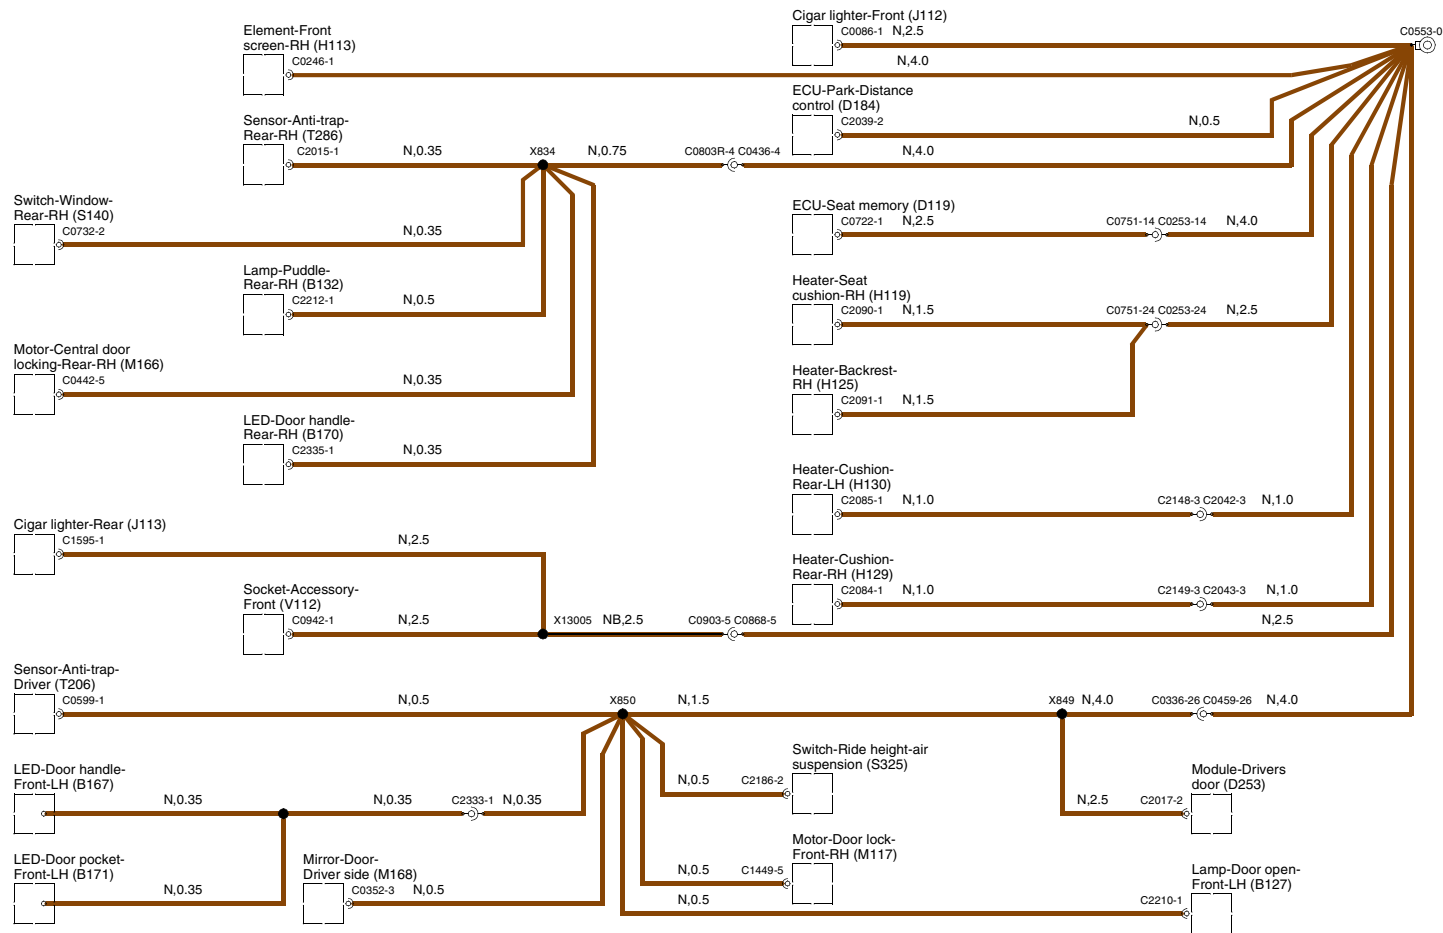 Cigar lighter-Front (J112)
C0086-1 N,2.5
C0553-0
Element-Front
screen-RH (H113)
C0246-1
N,4.0
ECU-Park-Distance
control (D184)
C2039-2
N,0.5
Sensor-Anti-trap-
Rear-RH (T286)
C2015-1
N,0.35
X834
N,0.75
C0803R-4 C0436-4
N,4.0
Switch-Window-
Rear-RH (S140)
C0732-2
N,0.35
ECU-Seat memory (D119)
C0722-1
N,2.5
C0751-14 C0253-14
N,4.0
Lamp-Puddle-
Rear-RH (B132)
C2212-1
N,0.5
Heater-Seat
cushion-RH (H119)
C2090-1
N,1.5
C0751-24 C0253-24
N,2.5
Motor-Central door
locking-Rear-RH (M166)
C0442-5
N,0.35
Heater-Backrest-
RH (H125)
C2091-1
N,1.5
LED-Door handle-
Rear-RH (B170)
C2335-1
N,0.35
Heater-Cushion-
Rear-LH (H130)
C2085-1
N,1.0
C2148-3 C2042-3
N,1.0
Cigar lighter-Rear (J113)
C1595-1
N,2.5
Heater-Cushion-
Rear-RH (H129)
C2084-1
N,1.0
C2149-3 C2043-3
N,1.0
Socket-Accessory-
Front (V112)
C0942-1
N,2.5
X13005
NB,2.5
C0903-5 C0868-5
N,2.5
Sensor-Anti-trap-
Driver (T206)
C0599-1
N,0.5
X850
N,1.5
X849
N,4.0
C0336-26 C0459-26
N,4.0
Switch-Ride height-air
suspension (S325)
N,0.5
C2186-2
LED-Door handle-
Front-LH (B167)
N,0.35
N,0.35
C2333-1
N,0.35
Module-Drivers
door (D253)
N,2.5
C2017-2
LED-Door pocket-
Front-LH (B171)
N,0.35
Mirror-Door-
Driver side (M168)
C0352-3
N,0.5
Motor-Door lock-
Front-RH (M117)
N,0.5
C1449-5
Lamp-Door open-
Front-LH (B127)
N,0.5
C2210-1